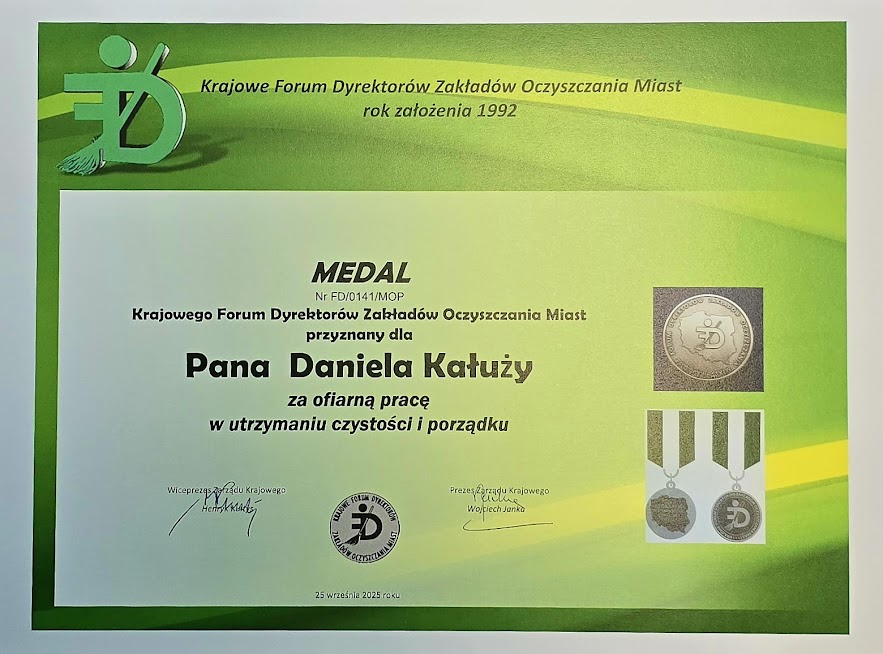 Krajowe Forum Dyrektorów Zakładów Oczyszczania Miast
rok założenia 1992
MEDAL
Nr FD/0141/MOP
Krajowego Forum Dyrektorów Zakładów Oczyszczania Miast
przyznany dla
Pana Daniela Kałuży
za ofiarną pracę
w utrzymaniu czystości i porządku
Wiceprezes Zarządu Krajowego
Henryk
Prezes Zarządu Krajowego
Wojciech Janka
KRAJOWE FORUM DYREKTORÓW
ZAKŁADÓW OCZYSZCZANIA MIAST
FD
25 września 2025 roku